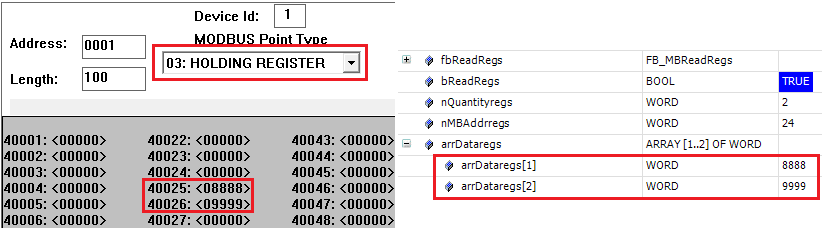 Device Id: 1
Address: 0001
MODBUS Point Type
03: HOLDING REGISTER
Length: 100
40001: <00000> 40022: <00000> 40043: <00000>
40002: <00000> 40023: <00000> 40044: <00000>
40003: <00000> 40024: <00000> 40045: <00000>
40004: <00000> 40025: <08888> 40046: <00000>
40005: <00000> 40026: <09999> 40047: <00000>
40006: <00000> 40027: <00000> 40048: <00000>
fbReadRegs FB_MBReadRegs
bReadRegs BOOL TRUE
nQuantityregs WORD 2
nMBAddrregs WORD 24
arrDataregs ARRAY [1..2] OF WORD
arrDataregs[1] WORD 8888
arrDataregs[2] WORD 9999